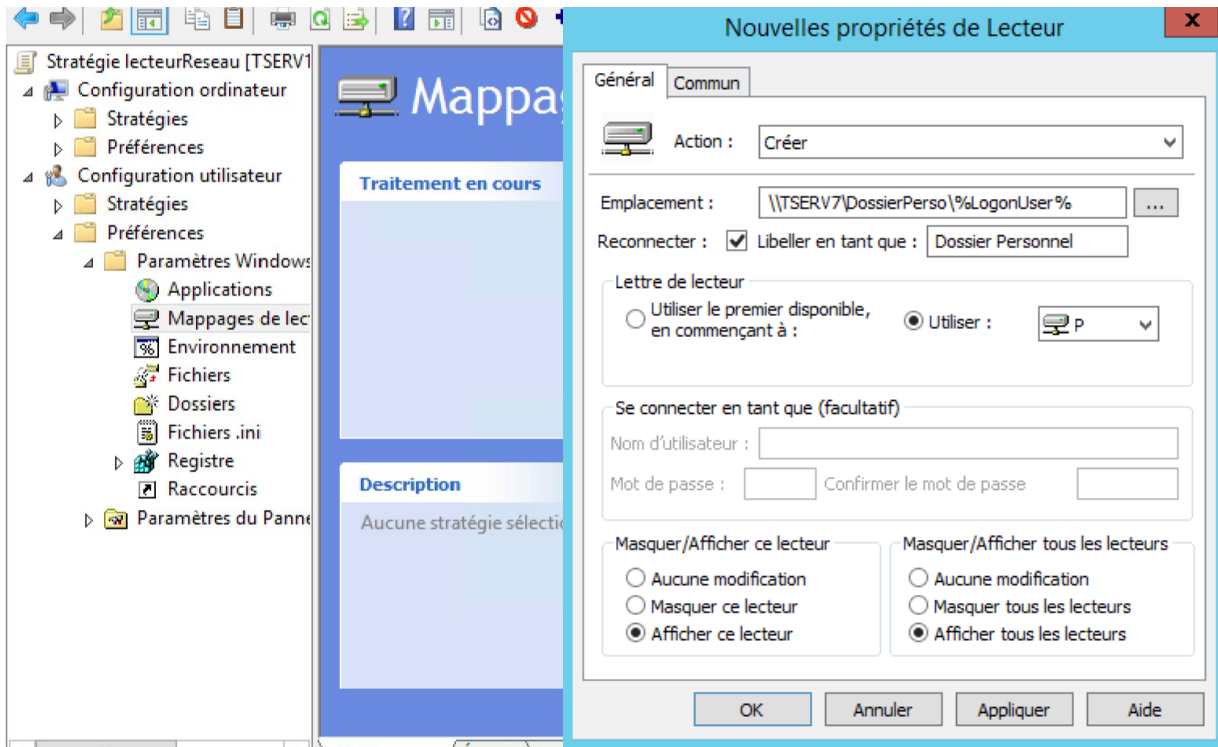 Stratégie lecteurReseau [TSERV1
Configuration ordinateur
Stratégies
Préférences
Configuration utilisateur
Stratégies
Préférences
Paramètres Windows
Applications
Mappages de lec
Environnement
Fichiers
Dossiers
Fichiers .ini
Registre
Raccourcis
Paramètres du Panne
Mappa
Traitement en cours
Description
Aucune stratégie sélecti
Nouvelles propriétés de Lecteur
Général Commun
Action : Créer
Emplacement : \\TSERV7\DossierPerso\%LogonUser% ...
Reconnecter : Libeller en tant que : Dossier Personnel
Lettre de lecteur
Utiliser le premier disponible,
en commençant à :
Utiliser : P
Se connecter en tant que (facultatif)
Nom d'utilisateur :
Mot de passe : Confirmer le mot de passe
Masquer/Afficher ce lecteur
Aucune modification
Masquer ce lecteur
Afficher ce lecteur
Masquer/Afficher tous les lecteurs
Aucune modification
Masquer tous les lecteurs
Afficher tous les lecteurs
OK Annuler Appliquer Aide